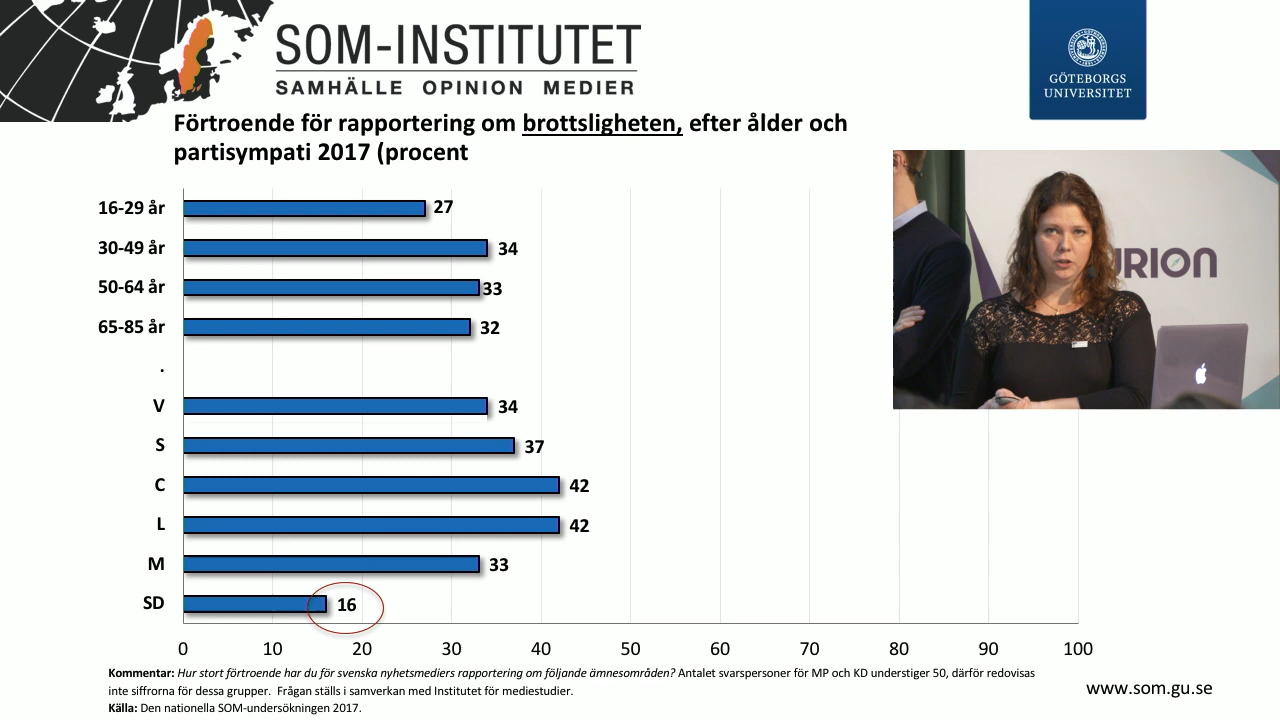 SOM-INSTITUTET
SAMHÄLLE OPINION MEDIER
GÖTEBORGS
UNIVERSITET
Förtroende för rapportering om brottsligheten, efter ålder och
partisympati 2017 (procent
16-29 år 27
30-49 år 34
50-64 år 33
65-85 år 32
.
V 34
S 37
C 42
L 42
M 33
SD 16
0 10 20 30 40 50 60 70 80 90 100
Kommentar: Hur stort förtroende har du för svenska nyhetsmediers rapportering om följande ämnesområden? Antalet svarspersoner för MP och KD understiger 50, därför redovisas
inte siffrorna för dessa grupper. Frågan ställs i samverkan med Institutet för mediestudier.
Källa: Den nationella SOM-undersökningen 2017.
www.som.gu.se
URION